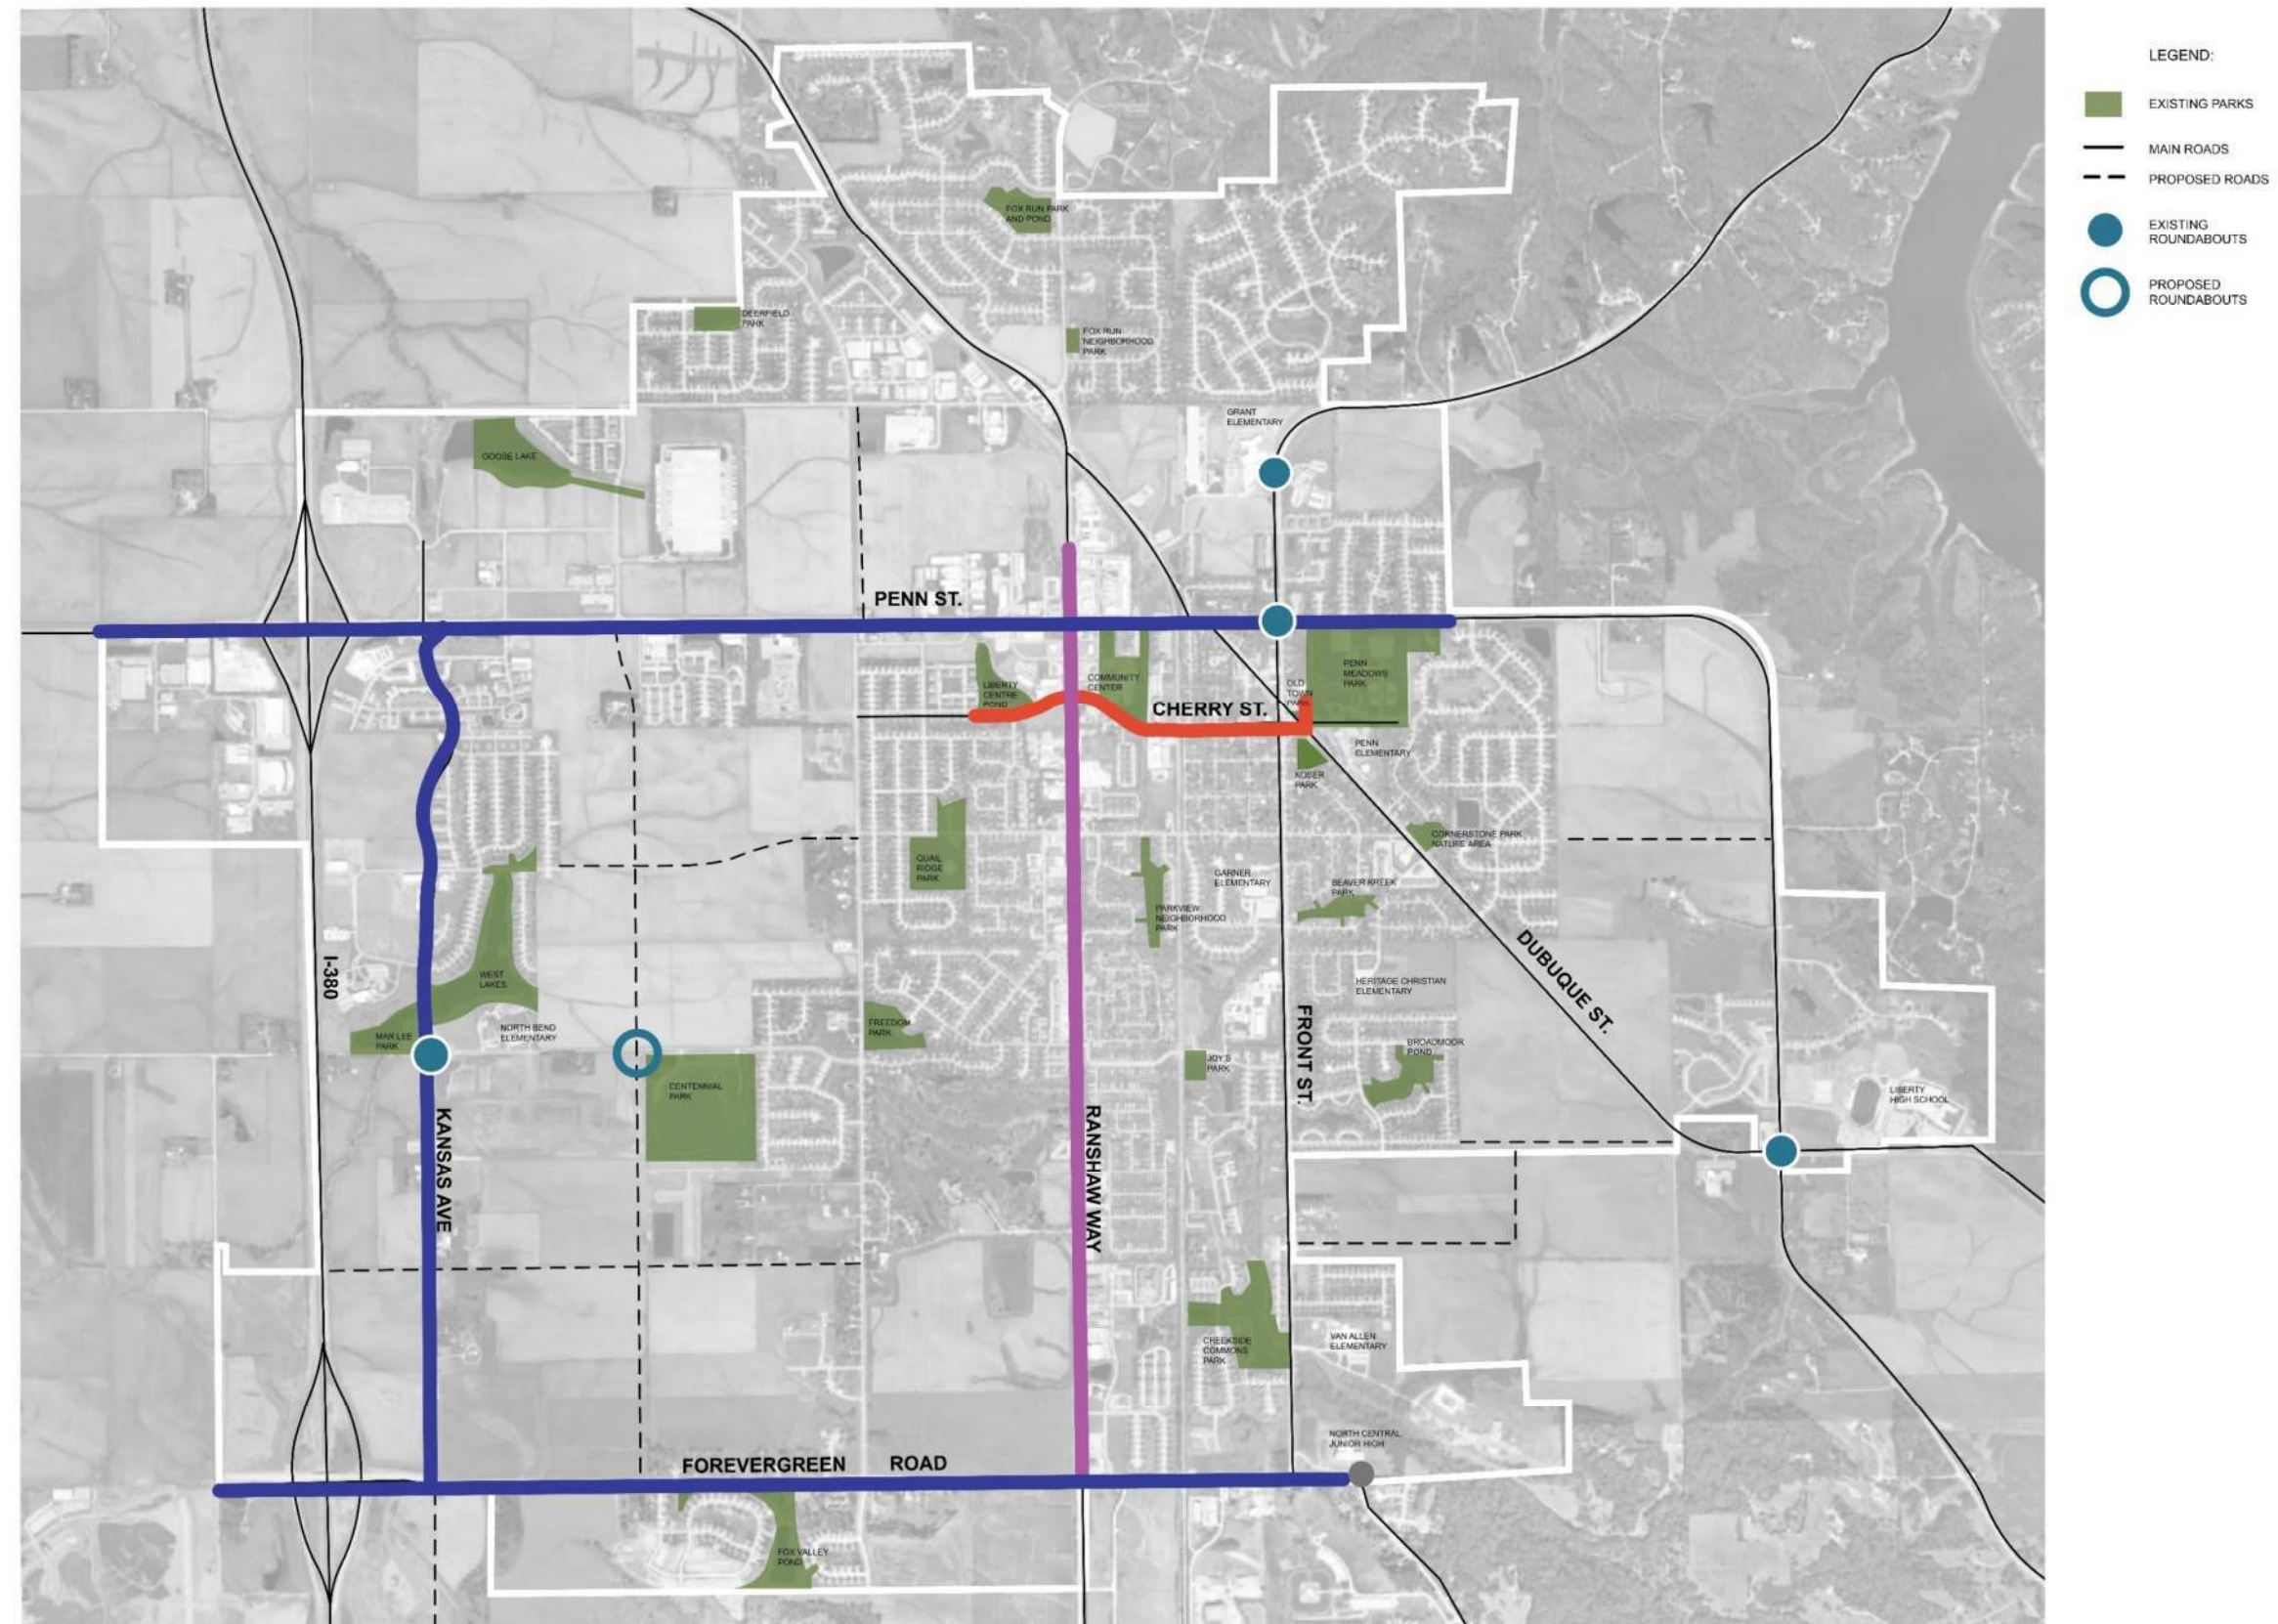 LEGEND:
EXISTING PARKS
MAIN ROADS
PROPOSED ROADS
EXISTING
ROUNDABOUTS
PROPOSED
ROUNDABOUTS
FOX RUN PARK
AND POND
DEERFIELD
PARK
FOX RUN
NEIGHBORHOOD
PARK
GRANT
ELEMENTARY
GOOSE LAKE
PENN ST.
LIBERTY
CENTRE
POND
COMMUNITY
CENTER
CHERRY ST.
OLD
TOWN
PARK
PENN
MEADOWS
PARK
PENN
ELEMENTARY
KOSER
PARK
CORNERSTONE PARK
NATURE AREA
QUAIL
RIDGE
PARK
GARNER
ELEMENTARY
BEAVER KREEK
PARK
PARKVIEW
NEIGHBORHOOD
PARK
DUBUQUE ST.
I-380
WEST
LAKES
HERITAGE CHRISTIAN
ELEMENTARY
MAR LEE
PARK
NORTH BEND
ELEMENTARY
FREEDOM
PARK
FRONT ST.
BROADMOOR
POND
JOY'S
PARK
CENTENNIAL
PARK
LIBERTY
HIGH SCHOOL
KANSAS AVE
RANSHAW WAY
CREEKSIDE
COMMONS
PARK
VAN ALLEN
ELEMENTARY
NORTH CENTRAL
JUNIOR HIGH
FOREVERGREEN ROAD
FOX VALLEY
POND